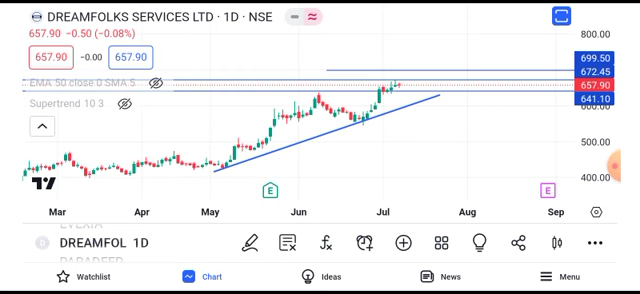 DREAMFOLKS SERVICES LTD · 1D · NSE
657.90 −0.50 (−0.08%)
657.90 −0.00 657.90
EMA 50 close 0 SMA 5
Supertrend 10 3
800.00
699.50
672.45
657.90
641.10
600.00
500.00
400.00
E
E
Mar Apr May Jun Jul Aug Sep
D DREAMFOL 1D
Watchlist Chart Ideas News Menu